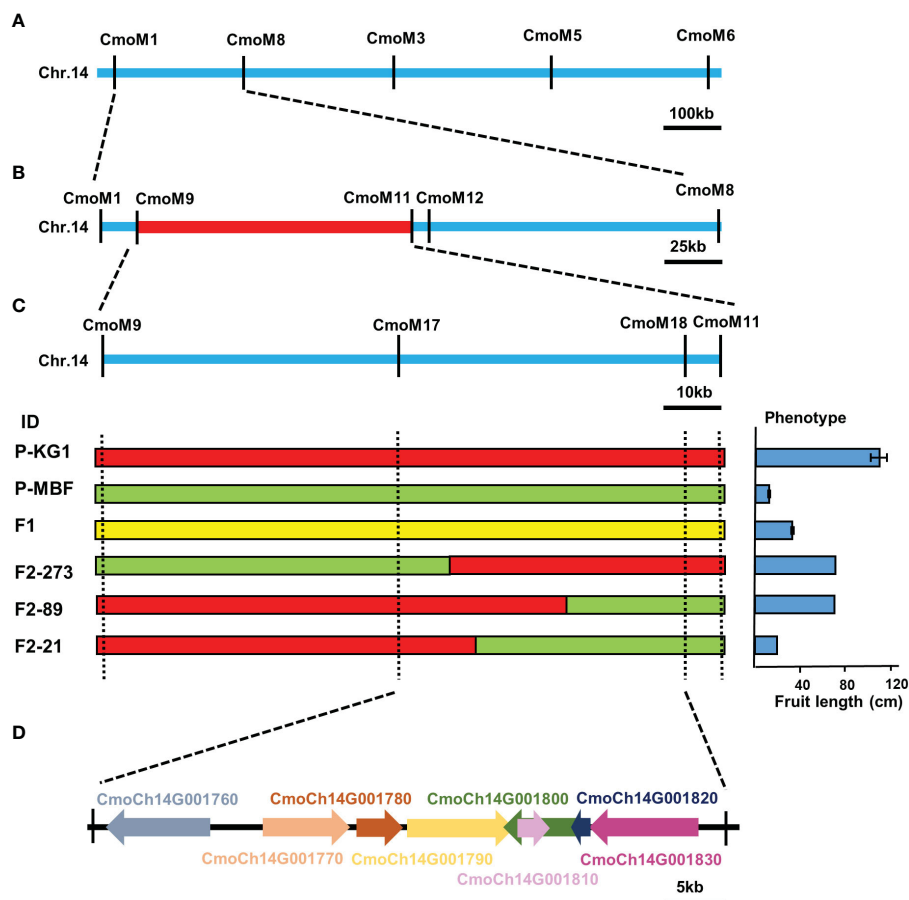 A
CmoM1 CmoM8 CmoM3 CmoM5 CmoM6
Chr.14
100kb
B
CmoM1 CmoM9 CmoM11 CmoM12 CmoM8
Chr.14
25kb
C
CmoM9 CmoM17 CmoM18 CmoM11
Chr.14
10kb
ID Phenotype
P-KG1
P-MBF
F1
F2-273
F2-89
F2-21
40 80 120
Fruit length (cm)
D
CmoCh14G001760 CmoCh14G001780 CmoCh14G001800 CmoCh14G001820
CmoCh14G001770 CmoCh14G001790 CmoCh14G001830
CmoCh14G001810
5kb